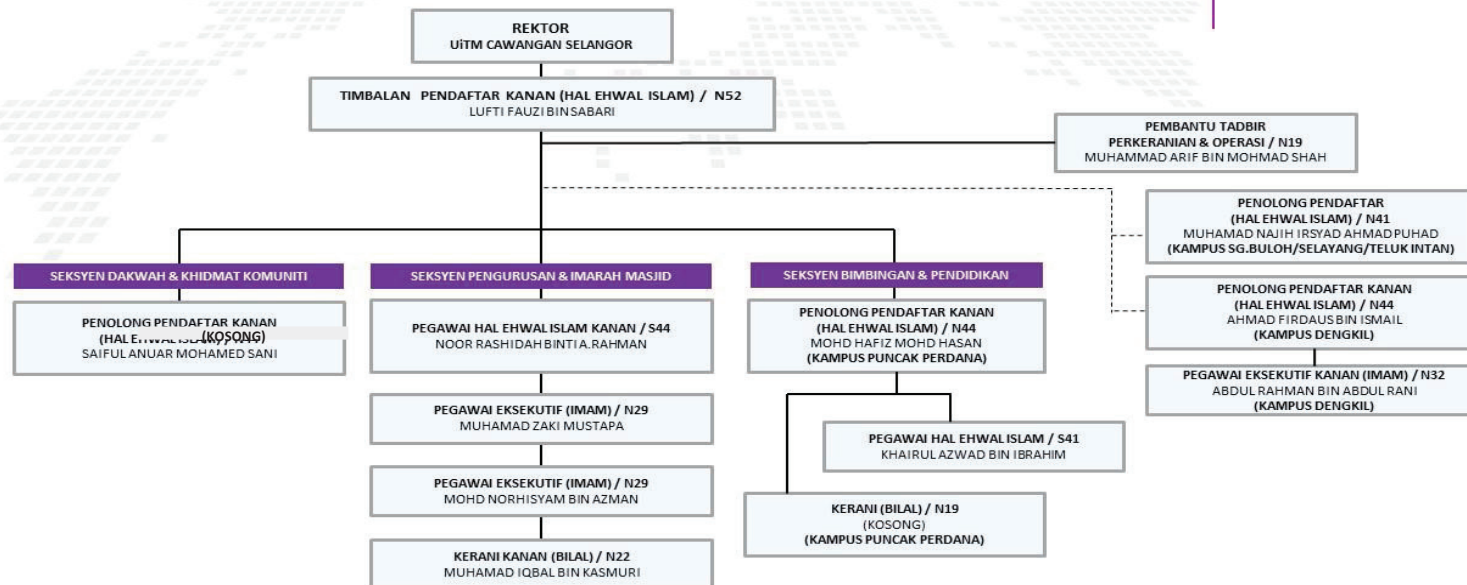 REKTOR
UiTM CAWANGAN SELANGOR
TIMBALAN PENDAFTAR KANAN (HAL EHWAL ISLAM) / N52
LUFTI FAUZI BIN SABARI
PEMBANTU TADBIR
PERKERANIAN & OPERASI / N19
MUHAMMAD ARIF BIN MOHMAD SHAH
PENOLONG PENDAFTAR
(HAL EHWAL ISLAM) / N41
MUHAMAD NAJIH IRSYAD AHMAD PUHAD
(KAMPUS SG.BULOH/SELAYANG/TELUK INTAN)
PENOLONG PENDAFTAR KANAN
(HAL EHWAL ISLAM) / N44
AHMAD FIRDAUS BIN ISMAIL
(KAMPUS DENGKIL)
PEGAWAI EKSEKUTIF KANAN (IMAM) / N32
ABDUL RAHMAN BIN ABDUL RANI
(KAMPUS DENGKIL)
SEKSYEN DAKWAH & KHIDMAT KOMUNITI
PENOLONG PENDAFTAR KANAN
(HAL EHWAL
(KOSONG)
SAIFUL ANUAR MOHAMED SANI
SEKSYEN PENGURUSAN & IMARAH MASJID
PEGAWAI HAL EHWAL ISLAM KANAN / S44
NOOR RASHIDAH BINTI A.RAHMAN
PEGAWAI EKSEKUTIF (IMAM) / N29
MUHAMAD ZAKI MUSTAPA
PEGAWAI EKSEKUTIF (IMAM) / N29
MOHD NORHISYAM BIN AZMAN
KERANI KANAN (BILAL) / N22
MUHAMAD IQBAL BIN KASMURI
SEKSYEN BIMBINGAN & PENDIDIKAN
PENOLONG PENDAFTAR KANAN
(HAL EHWAL ISLAM) / N44
MOHD HAFIZ MOHD HASAN
(KAMPUS PUNCAK PERDANA)
PEGAWAI HAL EHWAL ISLAM / S41
KHAIRUL AZWAD BIN IBRAHIM
KERANI (BILAL) / N19
(KOSONG)
(KAMPUS PUNCAK PERDANA)